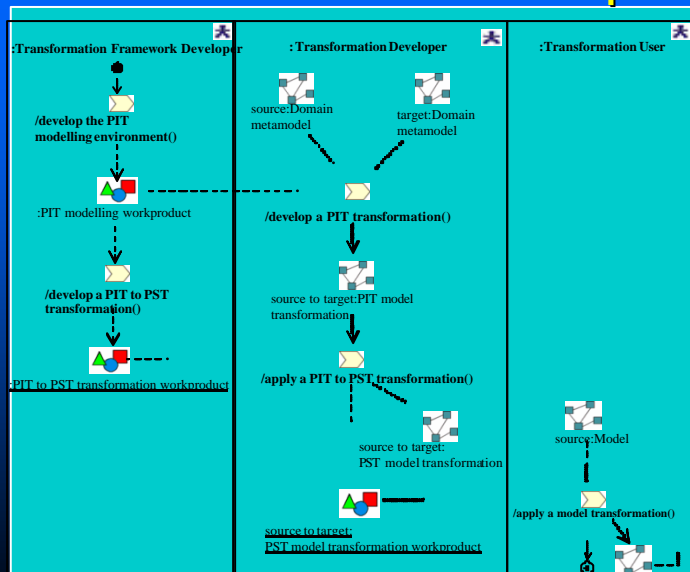 :Transformation Framework Developer
/develop the PIT
modelling environment()
:PIT modelling workproduct
/develop a PIT to PST
transformation()
:PIT to PST transformation workproduct
:Transformation Developer
source:Domain
metamodel
target:Domain
metamodel
/develop a PIT transformation()
source to target:PIT model
transformation
/apply a PIT to PST transformation()
source to target:
PST model transformation
source to target:
PST model transformation workproduct
:Transformation User
source:Model
/apply a model transformation()